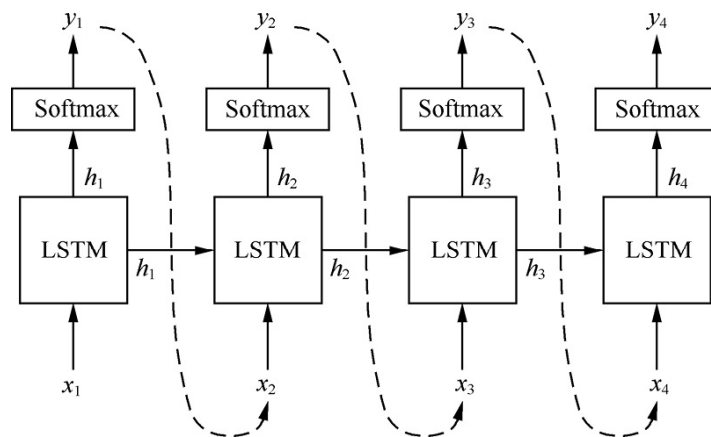 y₁ y₂ y₃ y₄
Softmax Softmax Softmax Softmax
h₁ h₂ h₃ h₄
LSTM LSTM LSTM LSTM
h₁ h₂ h₃
x₁ x₂ x₃ x₄